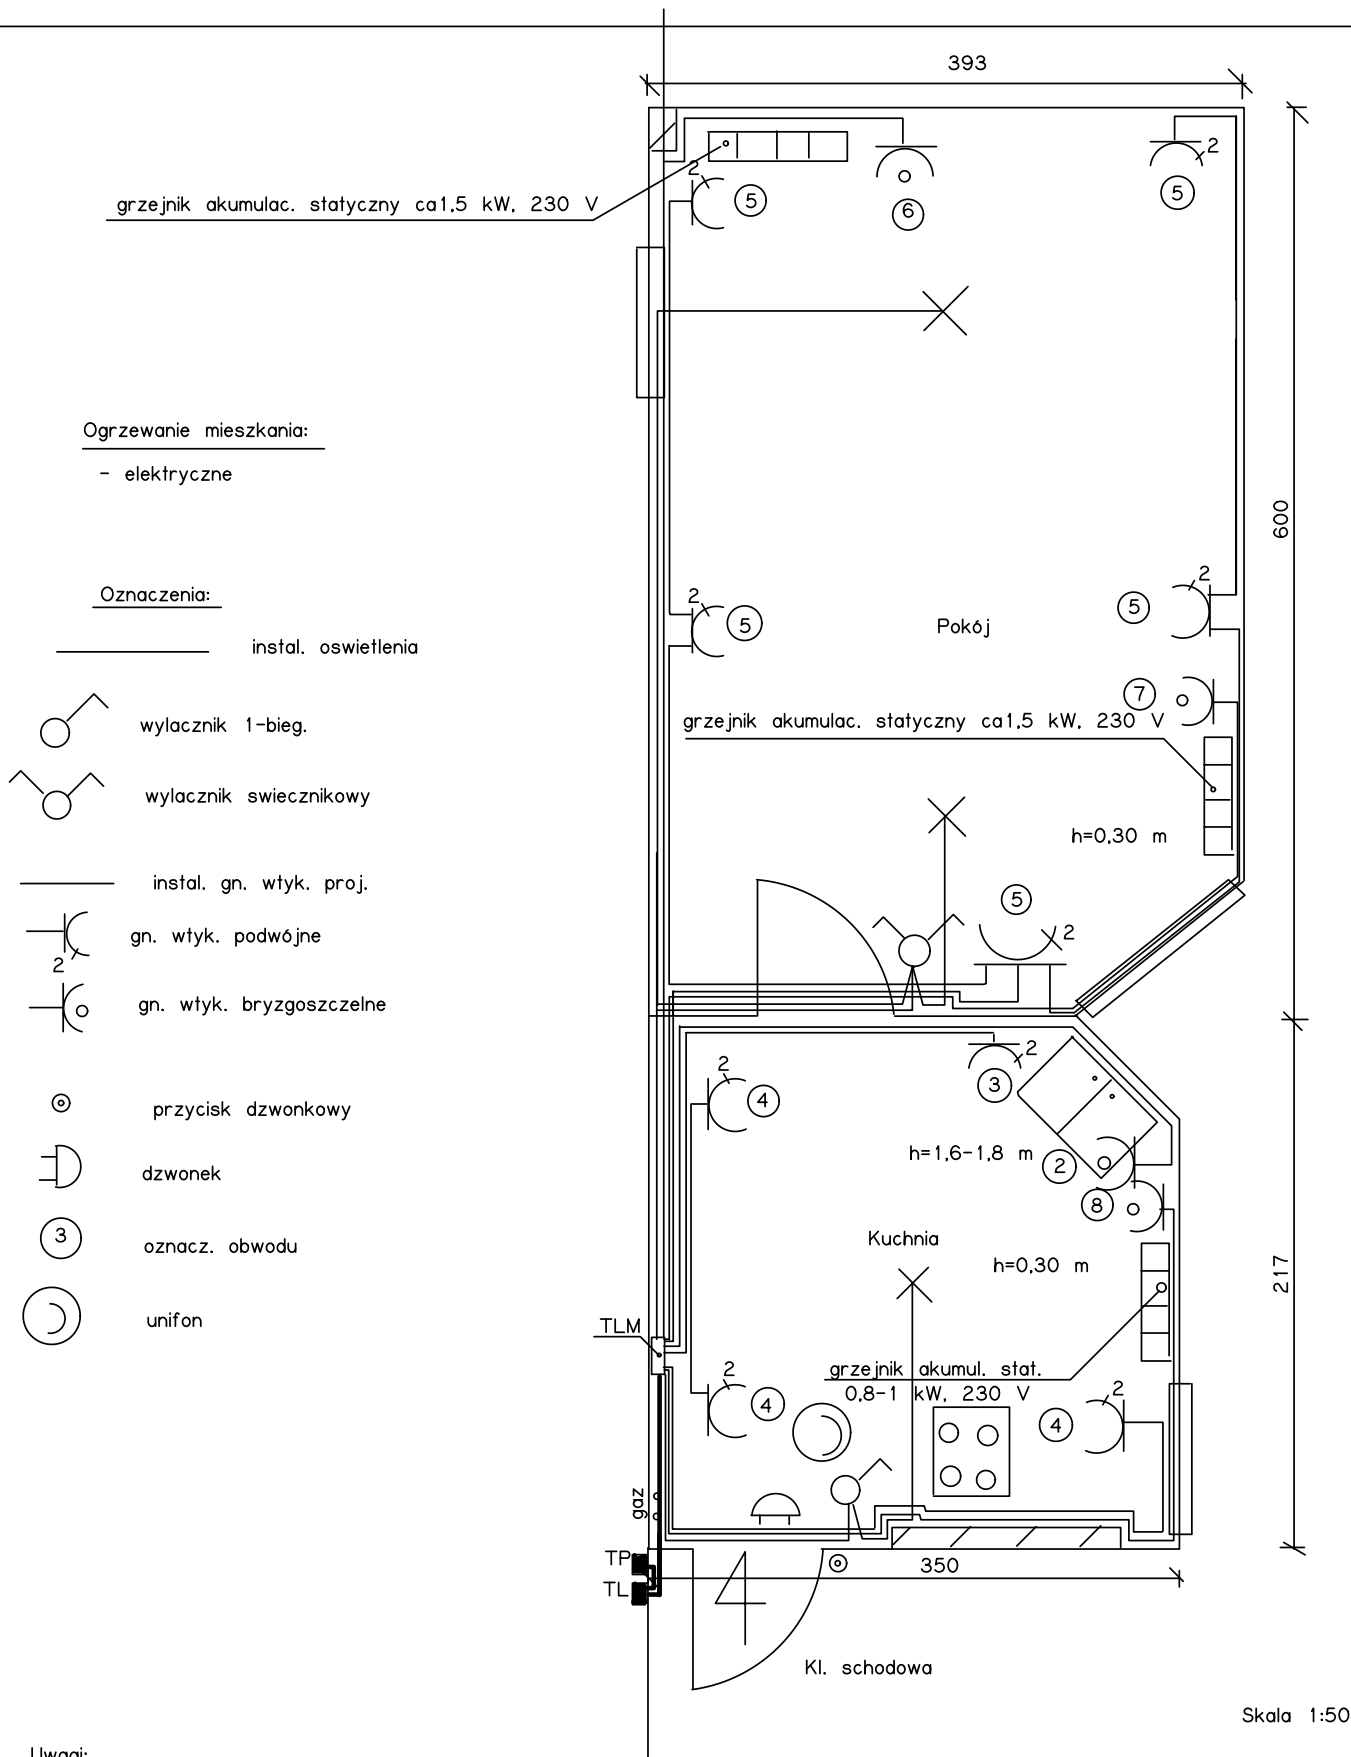 393
2
2
5
6
5
grzejnik akumulac. statyczny ca1,5 kW, 230 V
Ogrzewanie mieszkania:
- elektryczne
600
Oznaczenia:
instal. oswietlenia
2
5
2
5
Pokój
7
wylacznik 1-bieg.
grzejnik akumulac. statyczny ca1,5 kW, 230 V
wylacznik swiecznikowy
h=0,30 m
instal. gn. wtyk. proj.
5
2
gn. wtyk. podwójne
2
gn. wtyk. bryzgoszczelne
2
2
3
4
przycisk dzwonkowy
h=1,6-1,8 m
2
dzwonek
8
3
oznacz. obwodu
Kuchnia
h=0,30 m
217
unifon
TLM
grzejnik akumul. stat.
0,8-1 kW, 230 V
2
4
2
4
gaz
TP
TL
350
4
Kl. schodowa
Skala 1:50
Uwagi: